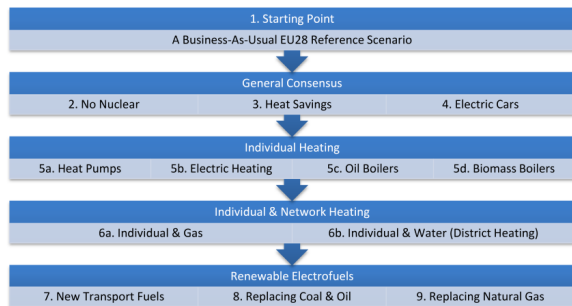 1. Starting Point
A Business-As-Usual EU28 Reference Scenario
General Consensus
2. No Nuclear 3. Heat Savings 4. Electric Cars
Individual Heating
5a. Heat Pumps 5b. Electric Heating 5c. Oil Boilers 5d. Biomass Boilers
Individual & Network Heating
6a. Individual & Gas 6b. Individual & Water (District Heating)
Renewable Electrofuels
7. New Transport Fuels 8. Replacing Coal & Oil 9. Replacing Natural Gas